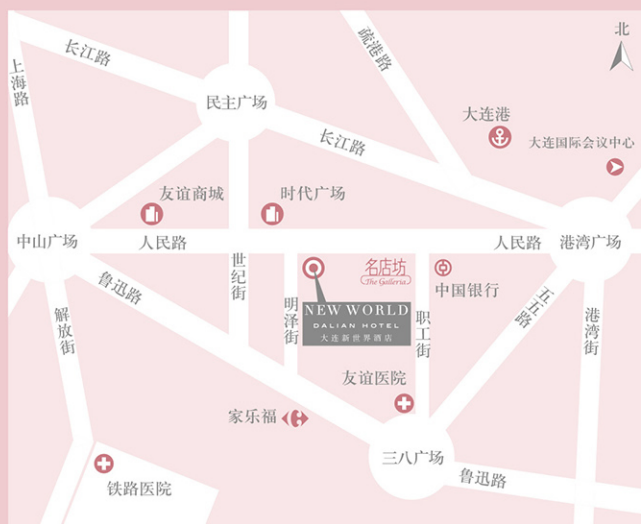 北
长江路
疏港路
上海路
民主广场
大连港
长江路
大连国际会议中心
友谊商城
时代广场
中山广场
人民路
人民路
港湾广场
世纪街
名店坊
The Galleria
中国银行
鲁迅路
明泽街
NEW WORLD
DALIAN HOTEL
大连新世界酒店
职工街
五五路
港湾街
解放街
友谊医院
家乐福
三八广场
鲁迅路
铁路医院